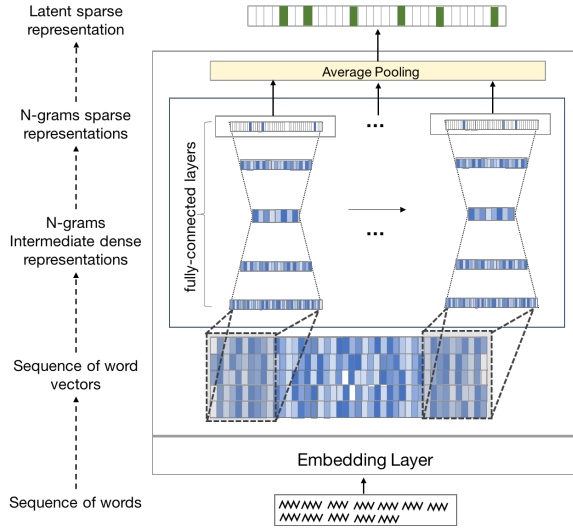 Latent sparse
representation
Average Pooling
N-grams sparse
representations
...
fully-connected layers
N-grams
Intermediate dense
representations
...
Sequence of word
vectors
Embedding Layer
Sequence of words